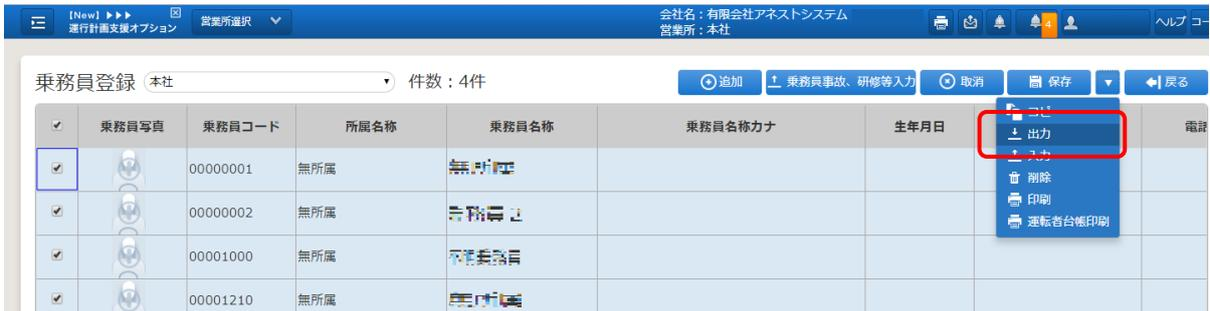 【New】▶▶▶
運行計画支援オプション
営業所選択
会社名：有限会社アネストシステム
営業所：本社
4
ヘルプ コー
乗務員登録 本社 件数：4件
追加 乗務員事故、研修等入力 取消 保存 戻る
コピ
出力
入力
削除
印刷
運転者台帳印刷
乗務員写真 乗務員コード 所属名称 乗務員名称 乗務員名称カナ 生年月日 電話
00000001 無所属
00000002 無所属
00001000 無所属
00001210 無所属